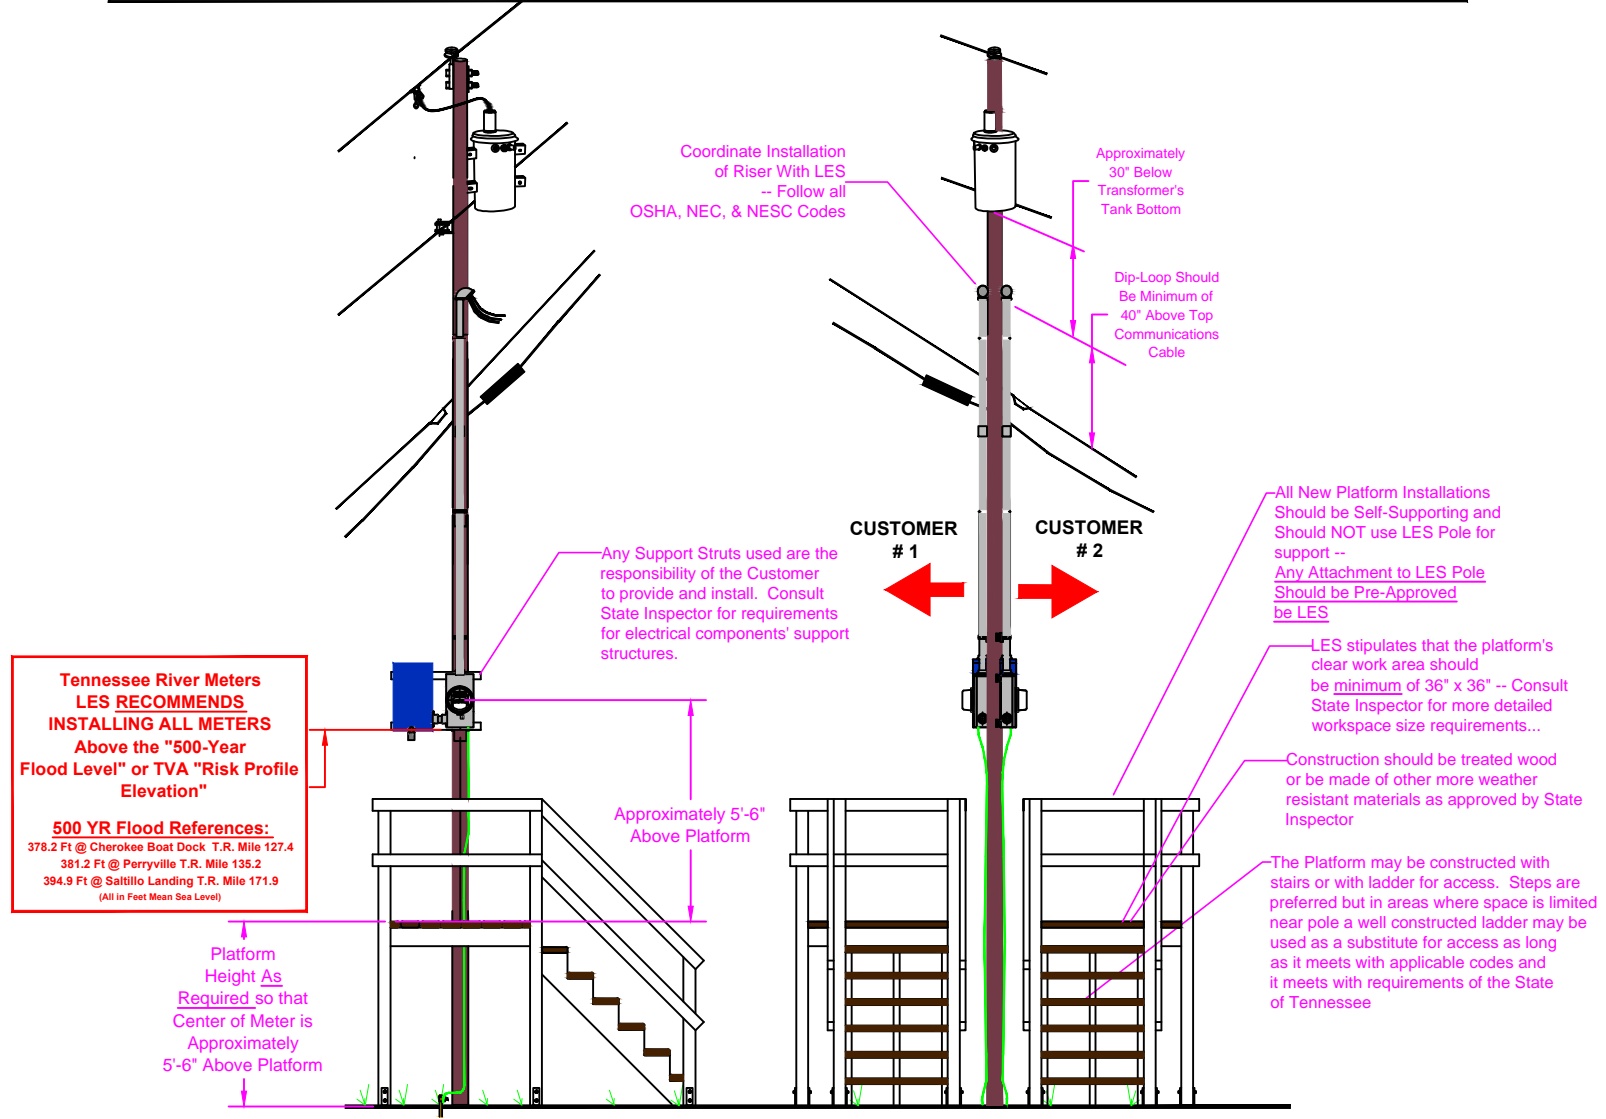 Coordinate Installation
of Riser With LES
-- Follow all
OSHA, NEC, & NESC Codes
Approximately
30" Below
Transformer's
Tank Bottom
Dip-Loop Should
Be Minimum of
40" Above Top
Communications
Cable
CUSTOMER
# 1
CUSTOMER
# 2
All New Platform Installations
Should be Self-Supporting and
Should NOT use LES Pole for
support --
Any Attachment to LES Pole
Should be Pre-Approved
be LES
Any Support Struts used are the
responsibility of the Customer
to provide and install.  Consult
State Inspector for requirements
for electrical components' support
structures.
LES stipulates that the platform's
clear work area should
be minimum of 36" x 36" -- Consult
State Inspector for more detailed
workspace size requirements...
Tennessee River Meters
LES RECOMMENDS
INSTALLING ALL METERS
Above the "500-Year
Flood Level" or TVA "Risk Profile
Elevation"
500 YR Flood References:
378.2 Ft @ Cherokee Boat Dock  T.R. Mile 127.4
381.2 Ft @ Perryville T.R. Mile 135.2
394.9 Ft @ Saltillo Landing T.R. Mile 171.9
(All in Feet Mean Sea Level)
Construction should be treated wood
or be made of other more weather
resistant materials as approved by State
Inspector
Approximately 5'-6"
Above Platform
The Platform may be constructed with
stairs or with ladder for access.  Steps are
preferred but in areas where space is limited
near pole a well constructed ladder may be
used as a substitute for access as long
as it meets with applicable codes and
it meets with requirements of the State
of Tennessee
Platform
Height As
Required so that
Center of Meter is
Approximately
5'-6" Above Platform